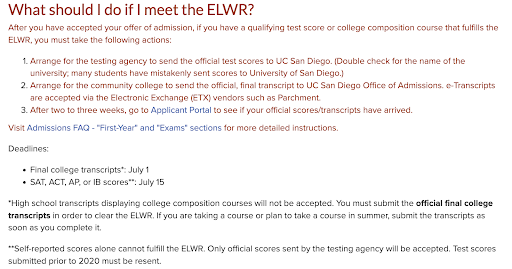 What should I do if I meet the ELWR?
After you have accepted your offer of admission, if you have a qualifying test score or college composition course that fulfills the
ELWR, you must take the following actions:
1. Arrange for the testing agency to send the official test scores to UC San Diego. (Double check for the name of the
university; many students have mistakenly sent scores to University of San Diego.)
2. Arrange for the community college to send the official, final transcript to UC San Diego Office of Admissions. e-Transcripts
are accepted via the Electronic Exchange (ETX) vendors such as Parchment.
3. After two to three weeks, go to Applicant Portal to see if your official scores/transcripts have arrived.
Visit Admissions FAQ - "First-Year" and "Exams" sections for more detailed instructions.
Deadlines:
• Final college transcripts*: July 1
• SAT, ACT, AP, or IB scores**: July 15
*High school transcripts displaying college composition courses will not be accepted. You must submit the official final college
transcripts in order to clear the ELWR. If you are taking a course or plan to take a course in summer, submit the transcripts as
soon as you complete it.
**Self-reported scores alone cannot fulfill the ELWR. Only official scores sent by the testing agency will be accepted. Test scores
submitted prior to 2020 must be resent.